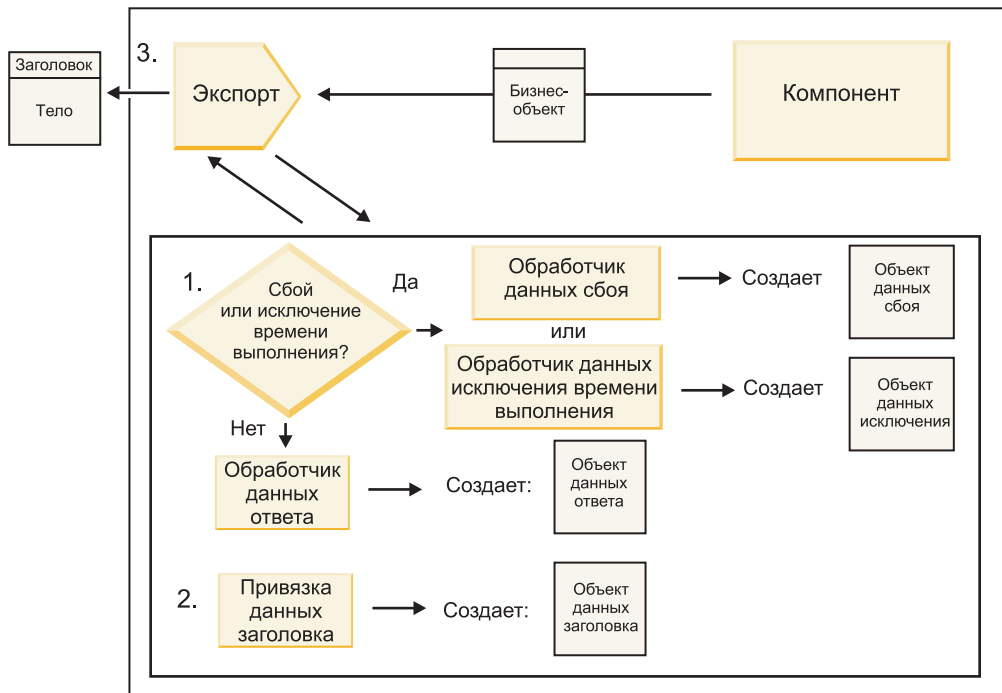 Заголовок
Тело
3.
Экспорт
Бизнес-
объект
Компонент
1.
Сбой
или исключение
времени
выполнения?
Да
Обработчик
данных сбоя
Создает
Объект
данных
сбоя
или
Обработчик данных
исключения времени
выполнения
Создает
Объект
данных
исключения
Нет
Обработчик
данных
ответа
Создает:
Объект
данных
ответа
2.
Привязка
данных
заголовка
Создает:
Объект
данных
заголовка